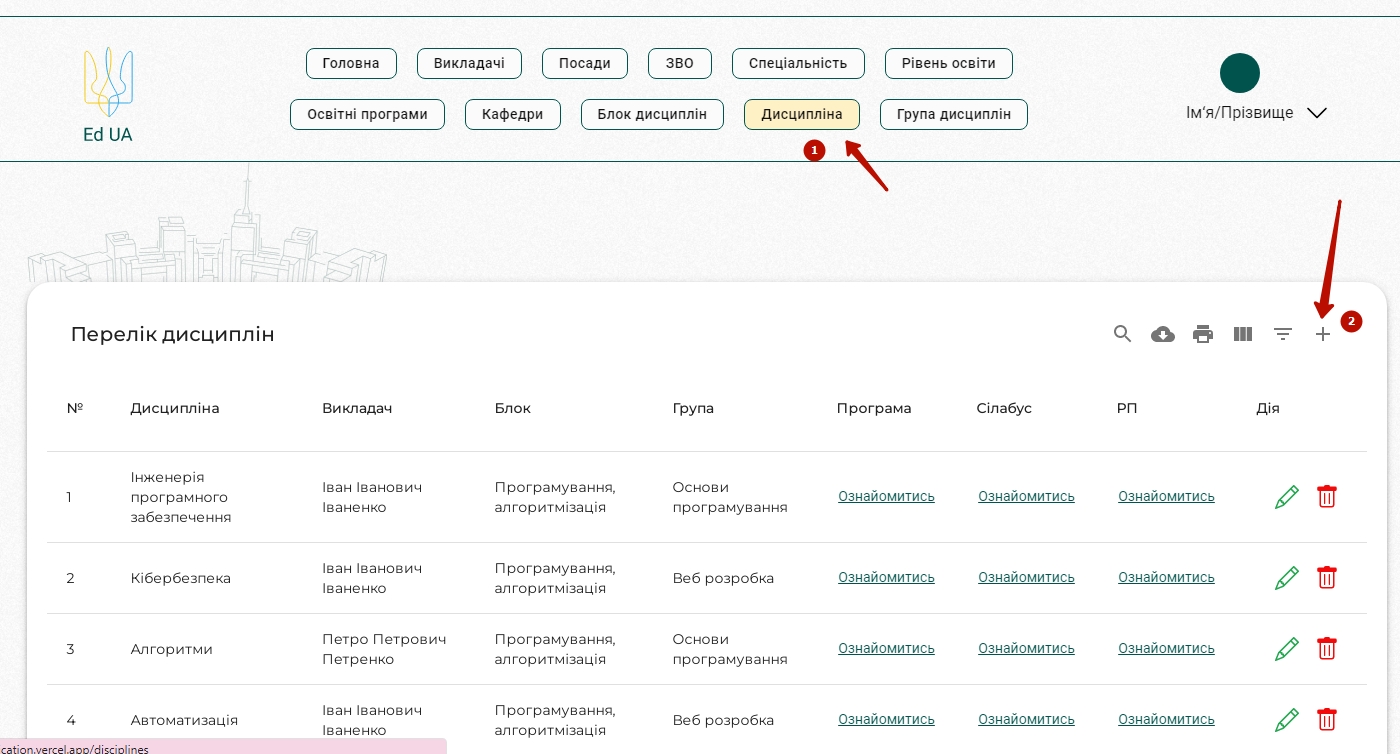 Головна Викладачі Посади ЗВО Спеціальність Рівень освіти
Освітні програми Кафедри Блок дисциплін Дисципліна Група дисциплін
Ed UA
Ім'я/Прізвище
1
2
Перелік дисциплін
№ Дисципліна Викладач Блок Група Програма Сілабус РП Дія
1 Інженерія програмного забезпечення Іван Іванович Іваненко Програмування, алгоритмізація Основи програмування Ознайомитись Ознайомитись Ознайомитись
2 Кібербезпека Іван Іванович Іваненко Програмування, алгоритмізація Веб розробка Ознайомитись Ознайомитись Ознайомитись
3 Алгоритми Петро Петрович Петренко Програмування, алгоритмізація Основи програмування Ознайомитись Ознайомитись Ознайомитись
4 Автоматизація Іван Іванович Іваненко Програмування, алгоритмізація Веб розробка Ознайомитись Ознайомитись Ознайомитись
cation.vercel.app/disciplines